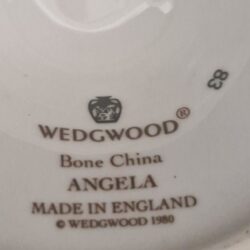 83
WEDGWOOD®
Bone China
ANGELA
MADE IN ENGLAND
© WEDGWOOD 1980